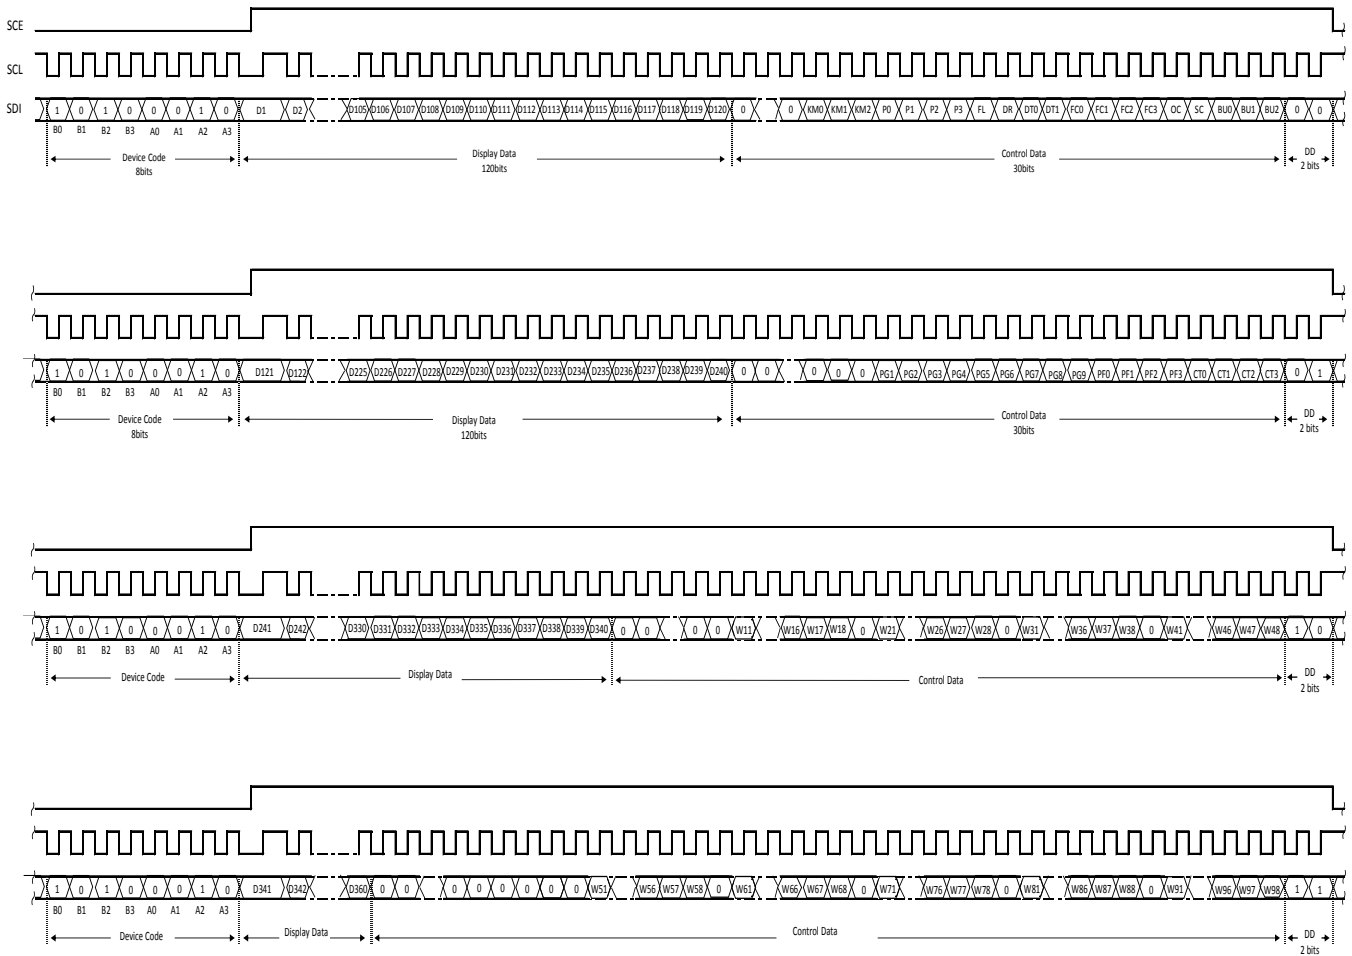 SCE
SCL
SDI 1 0 1 0 0 0 1 0 D1 D2 D105 D106 D107 D108 D109 D110 D111 D112 D113 D114 D115 D116 D117 D118 D119 D120 0 0 KM0 KM1 KM2 P0 P1 P2 P3 FL DR DT0 DT1 FC0 FC1 FC2 FC3 OC SC BU0 BU1 BU2 0 0
B0 B1 B2 B3 A0 A1 A2 A3
Device Code Display Data Control Data DD
8bits 120bits 30bits 2 bits
1 0 1 0 0 0 1 0 D121 D122 D225 D226 D227 D228 D229 D230 D231 D232 D233 D234 D235 D236 D237 D238 D239 D240 0 0 0 0 0 PG1 PG2 PG3 PG4 PG5 PG6 PG7 PG8 PG9 PF0 PF1 PF2 PF3 CT0 CT1 CT2 CT3 0 1
B0 B1 B2 B3 A0 A1 A2 A3
Device Code Display Data Control Data DD
8bits 120bits 30bits 2 bits
1 0 1 0 0 0 1 0 D241 D242 D330 D331 D332 D333 D334 D335 D336 D337 D338 D339 D340 0 0 0 0 W11 W16 W17 W18 0 W21 W26 W27 W28 0 W31 W36 W37 W38 0 W41 W46 W47 W48 1 0
B0 B1 B2 B3 A0 A1 A2 A3
Device Code Display Data Control Data DD
2 bits
1 0 1 0 0 0 1 0 D341 D342 D360 0 0 0 0 0 0 0 0 W51 W56 W57 W58 0 W61 W66 W67 W68 0 W71 W76 W77 W78 0 W81 W86 W87 W88 0 W91 W96 W97 W98 1 1
B0 B1 B2 B3 A0 A1 A2 A3
Device Code Display Data Control Data DD
2 bits